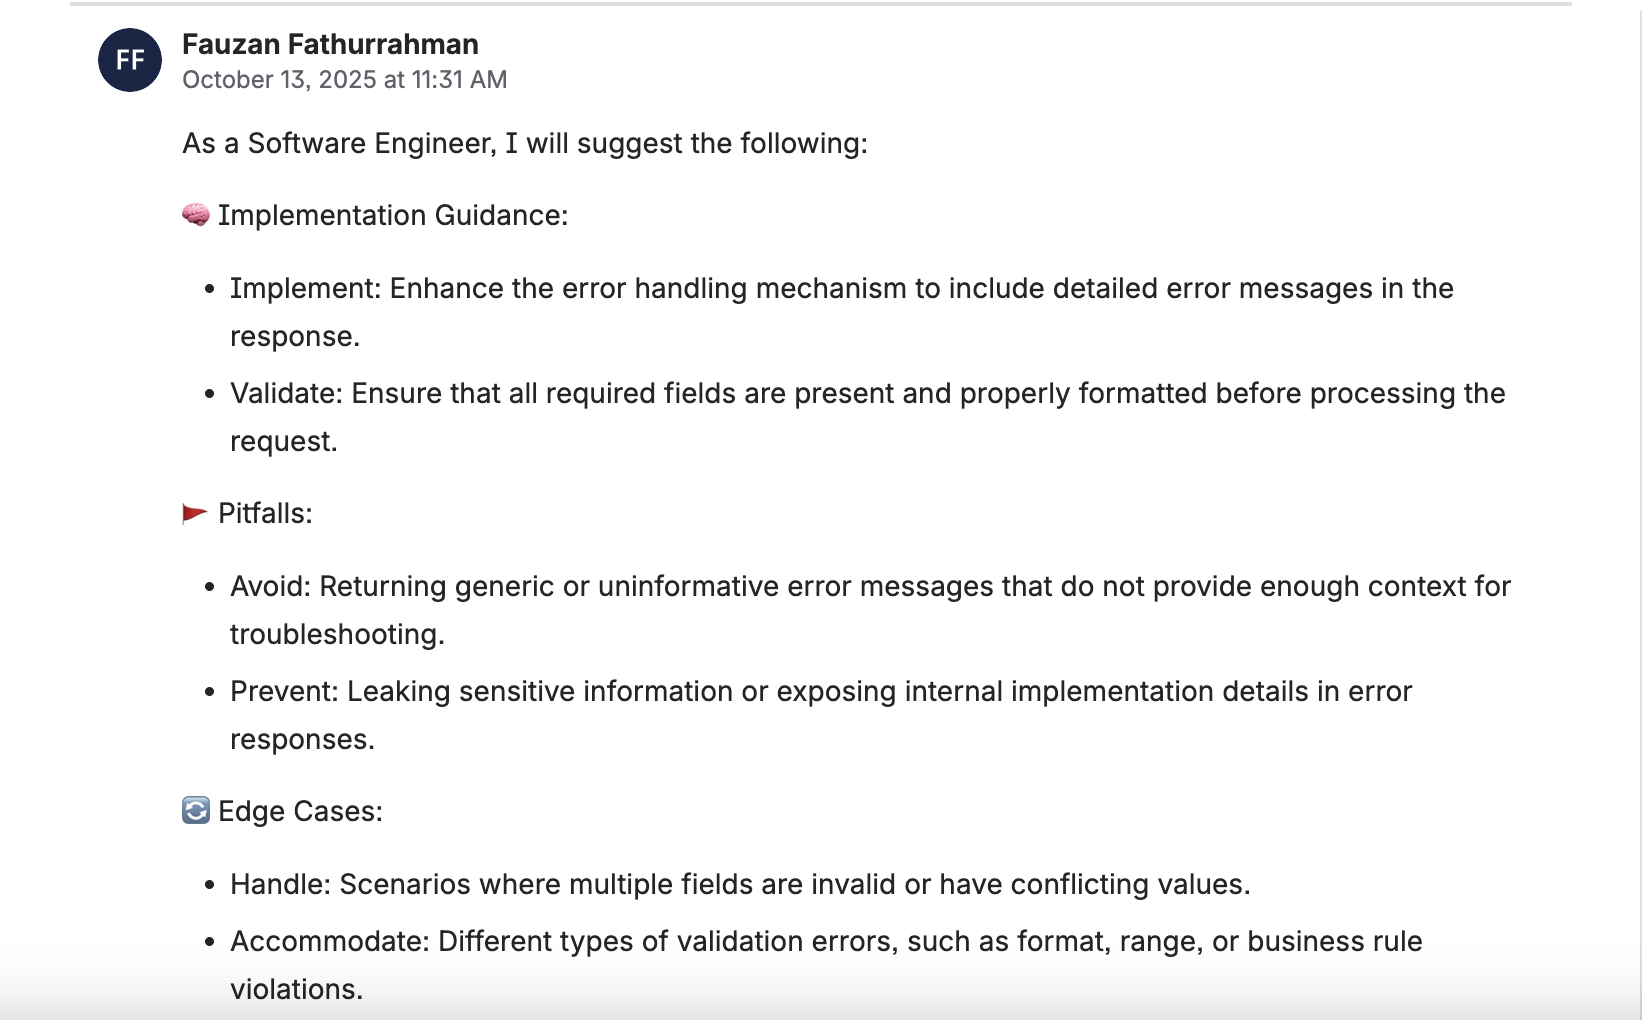 FF
Fauzan Fathurrahman
October 13, 2025 at 11:31 AM
As a Software Engineer, I will suggest the following:
🧠 Implementation Guidance:
• Implement: Enhance the error handling mechanism to include detailed error messages in the
response.
• Validate: Ensure that all required fields are present and properly formatted before processing the
request.
🚩 Pitfalls:
• Avoid: Returning generic or uninformative error messages that do not provide enough context for
troubleshooting.
• Prevent: Leaking sensitive information or exposing internal implementation details in error
responses.
🔄 Edge Cases:
• Handle: Scenarios where multiple fields are invalid or have conflicting values.
• Accommodate: Different types of validation errors, such as format, range, or business rule
violations.